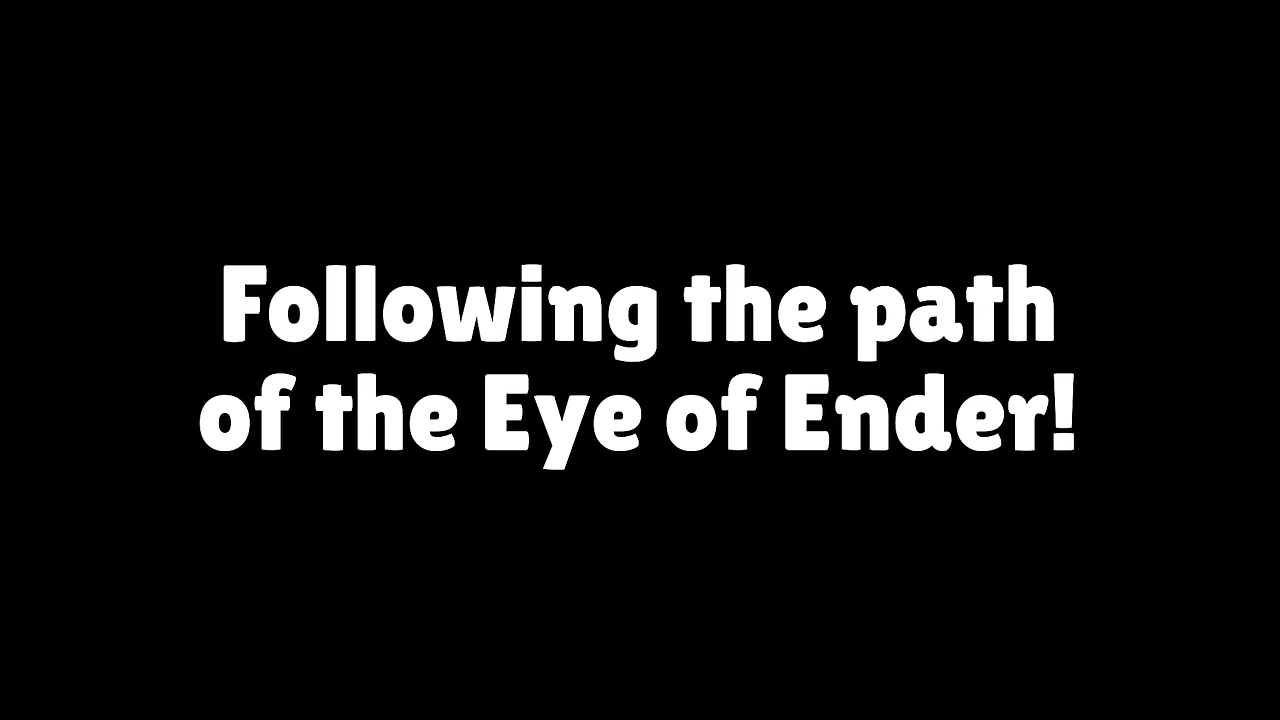 Following the path
of the Eye of Ender!